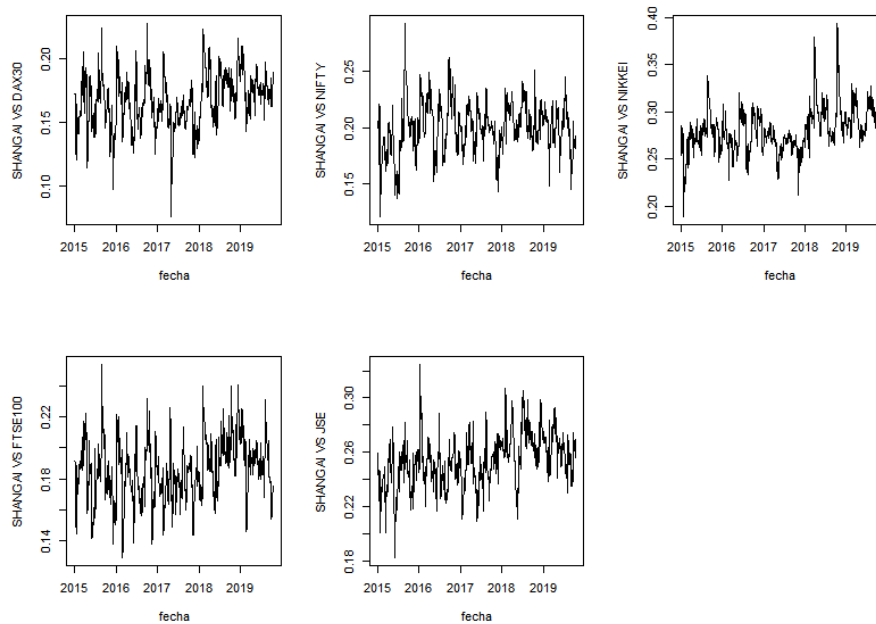 SHANGAI VS DAX30
0.10 0.15 0.20
2015 2016 2017 2018 2019
fecha
SHANGAI VS NIFTY
0.15 0.20 0.25
2015 2016 2017 2018 2019
fecha
SHANGAI VS NIKKEI
0.20 0.25 0.30 0.35 0.40
2015 2016 2017 2018 2019
fecha
SHANGAI VS FTSE100
0.14 0.18 0.22
2015 2016 2017 2018 2019
fecha
SHANGAI VS JSE
0.18 0.22 0.26 0.30
2015 2016 2017 2018 2019
fecha